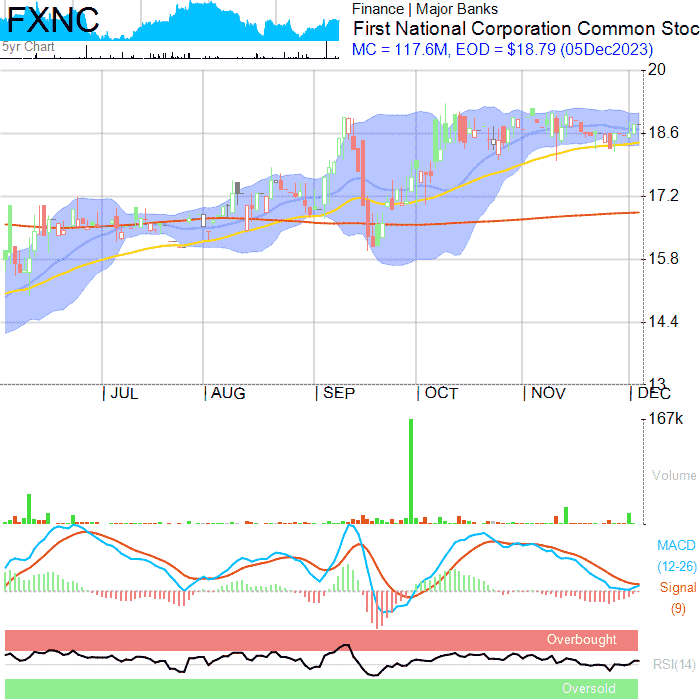 FXNC
5yr Chart
Finance | Major Banks
First National Corporation Common Stoc
MC = 117.6M, EOD = $18.79 (05Dec2023)
20
18.6
17.2
15.8
14.4
13
JUL AUG SEP OCT NOV DEC
167k
Volume
MACD
(12-26)
Signal
(9)
Overbought
RSI(14)
Oversold